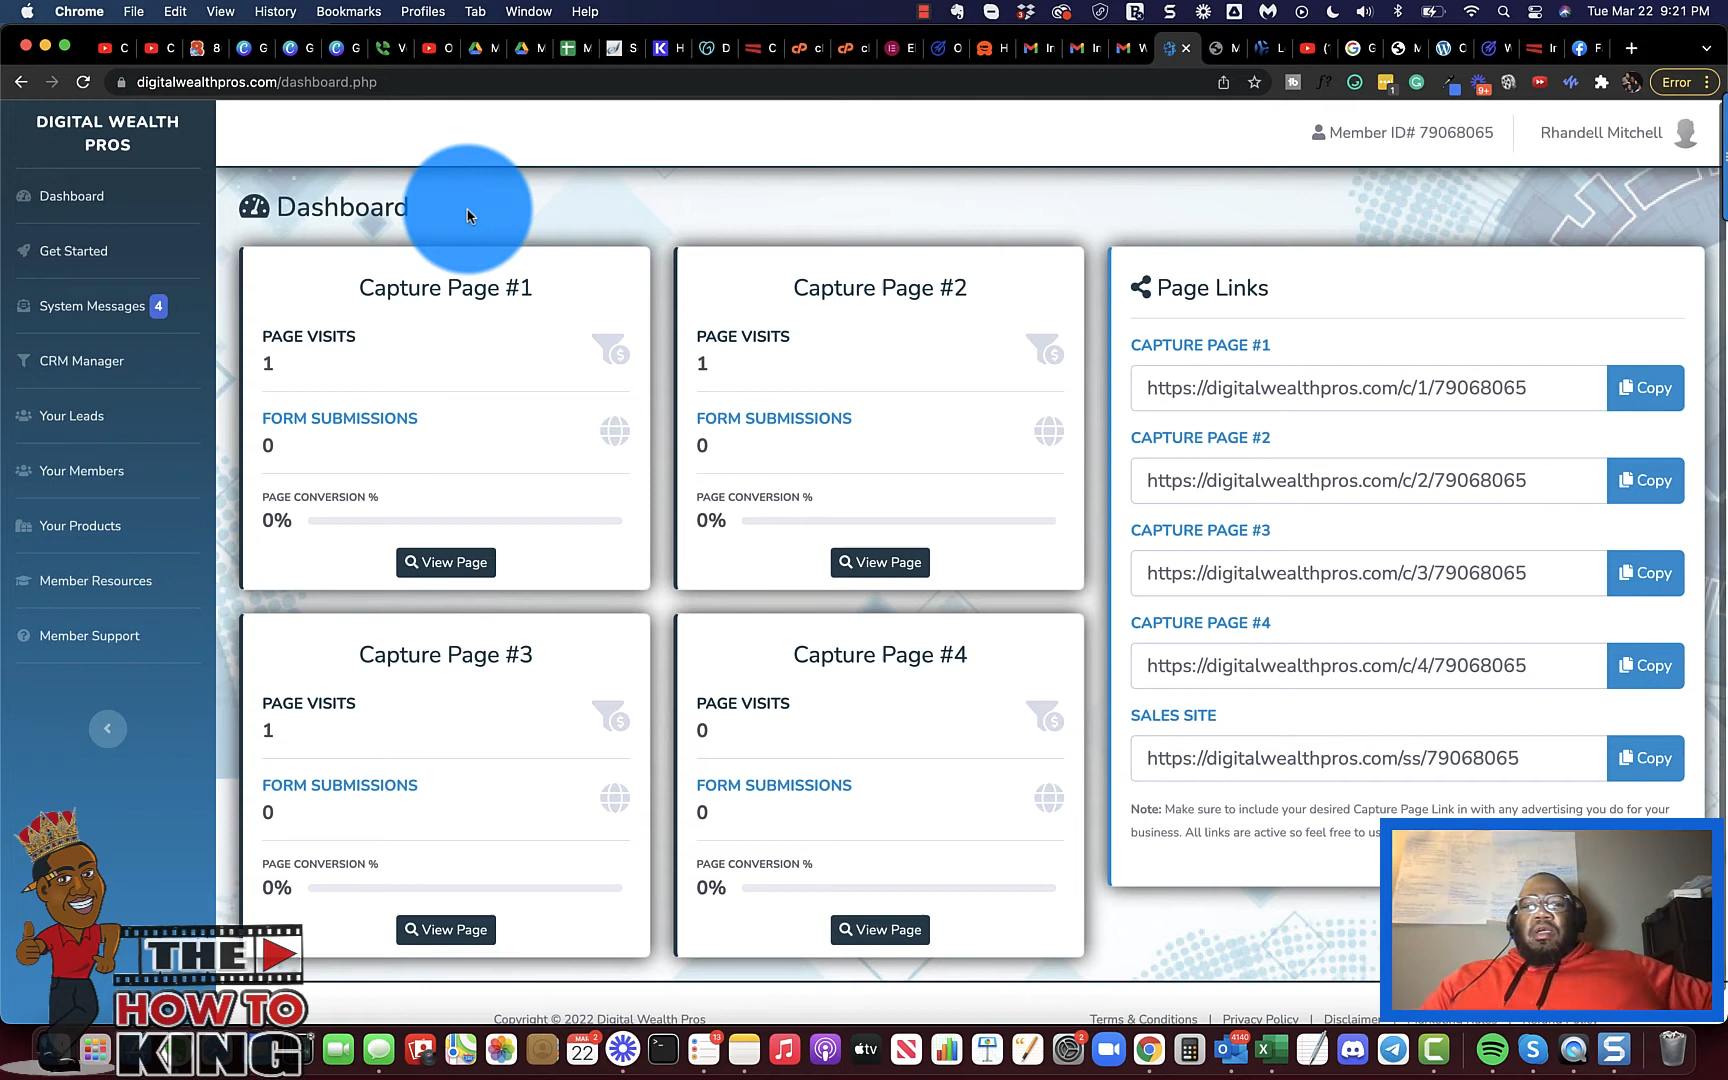 Chrome File Edit View History Bookmarks Profiles Tab Window Help
Tue Mar 22 9:21 PM
digitalwealthpros.com/dashboard.php
Error
DIGITAL WEALTH
PROS
Dashboard
Get Started
System Messages 4
CRM Manager
Your Leads
Your Members
Your Products
Member Resources
Member Support
Member ID# 79068065
Rhandell Mitchell
Dashboard
Capture Page #1
PAGE VISITS
1
FORM SUBMISSIONS
0
PAGE CONVERSION %
0%
View Page
Capture Page #2
PAGE VISITS
1
FORM SUBMISSIONS
0
PAGE CONVERSION %
0%
View Page
Capture Page #3
PAGE VISITS
1
FORM SUBMISSIONS
0
PAGE CONVERSION %
0%
View Page
Capture Page #4
PAGE VISITS
0
FORM SUBMISSIONS
0
PAGE CONVERSION %
0%
View Page
Page Links
CAPTURE PAGE #1
https://digitalwealthpros.com/c/1/79068065 Copy
CAPTURE PAGE #2
https://digitalwealthpros.com/c/2/79068065 Copy
CAPTURE PAGE #3
https://digitalwealthpros.com/c/3/79068065 Copy
CAPTURE PAGE #4
https://digitalwealthpros.com/c/4/79068065 Copy
SALES SITE
https://digitalwealthpros.com/ss/79068065 Copy
Note: Make sure to include your desired Capture Page Link in with any advertising you do for your
business. All links are active so feel free to us
Copyright © 2022 Digital Wealth Pros
Terms & Conditions | Privacy Policy | Disclaimer
THE
HOW TO
KING